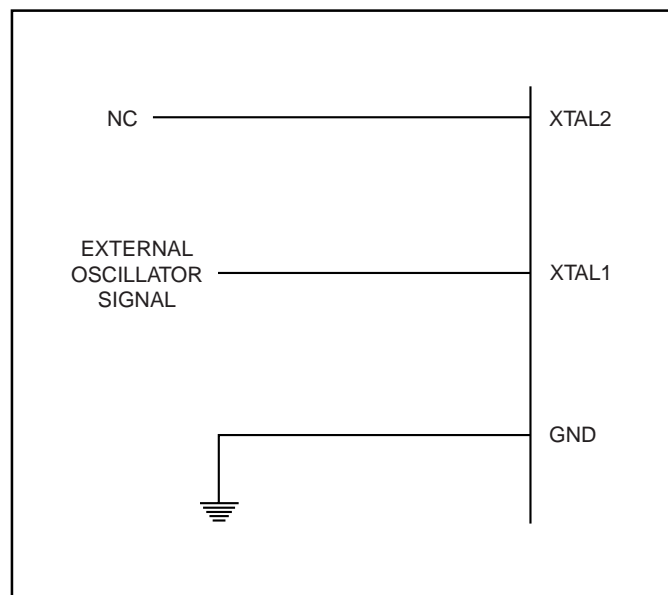 NC
XTAL2
EXTERNAL
OSCILLATOR
SIGNAL
XTAL1
GND